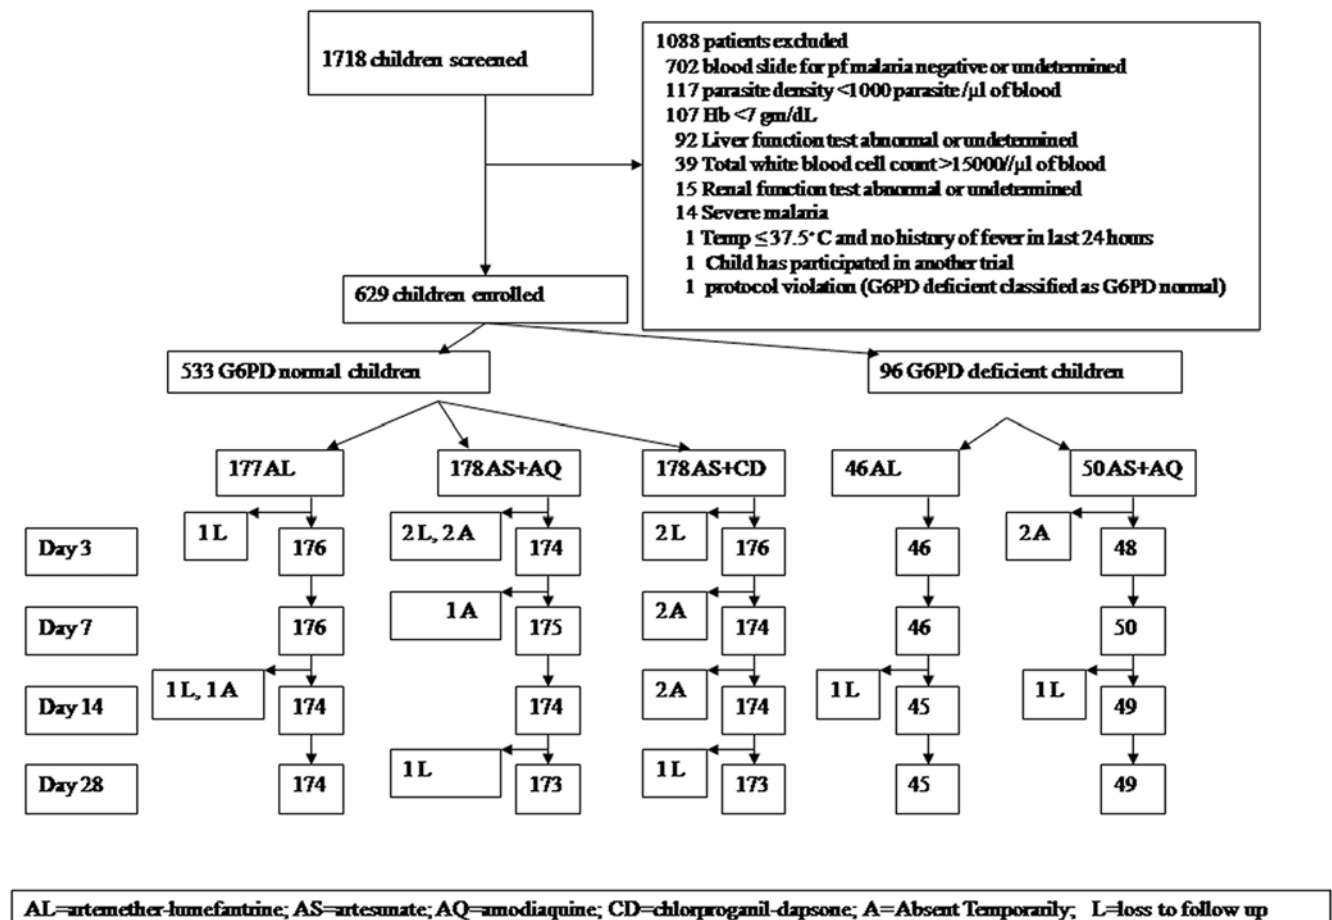 1718 children screened
1088 patients excluded
702 blood slide for pf malaria negative or undetermined
117 parasite density <1000 parasite/µl of blood
107 Hb <7 gm/dL
92 Liver function test abnormal or undetermined
39 Total white blood cell count >15000//µl of blood
15 Renal function test abnormal or undetermined
14 Severe malaria
1 Temp ≤ 37.5°C and no history of fever in last 24 hours
1 Child has participated in another trial
1 protocol violation (G6PD deficient classified as G6PD normal)
629 children enrolled
533 G6PD normal children
96 G6PD deficient children
177 AL
178 AS+AQ
178 AS+CD
46 AL
50 AS+AQ
Day 3
1 L
176
2 L, 2 A
174
2 L
176
46
2 A
48
Day 7
176
1 A
175
2 A
174
46
50
Day 14
1 L, 1 A
174
174
2 A
174
1 L
45
1 L
49
Day 28
174
1 L
173
1 L
173
45
49
AL=artemether-lumefantrine; AS=artesunate; AQ=amodiaquine; CD=chlorproganil-dapsone; A=Absent Temporarily; L=loss to follow up